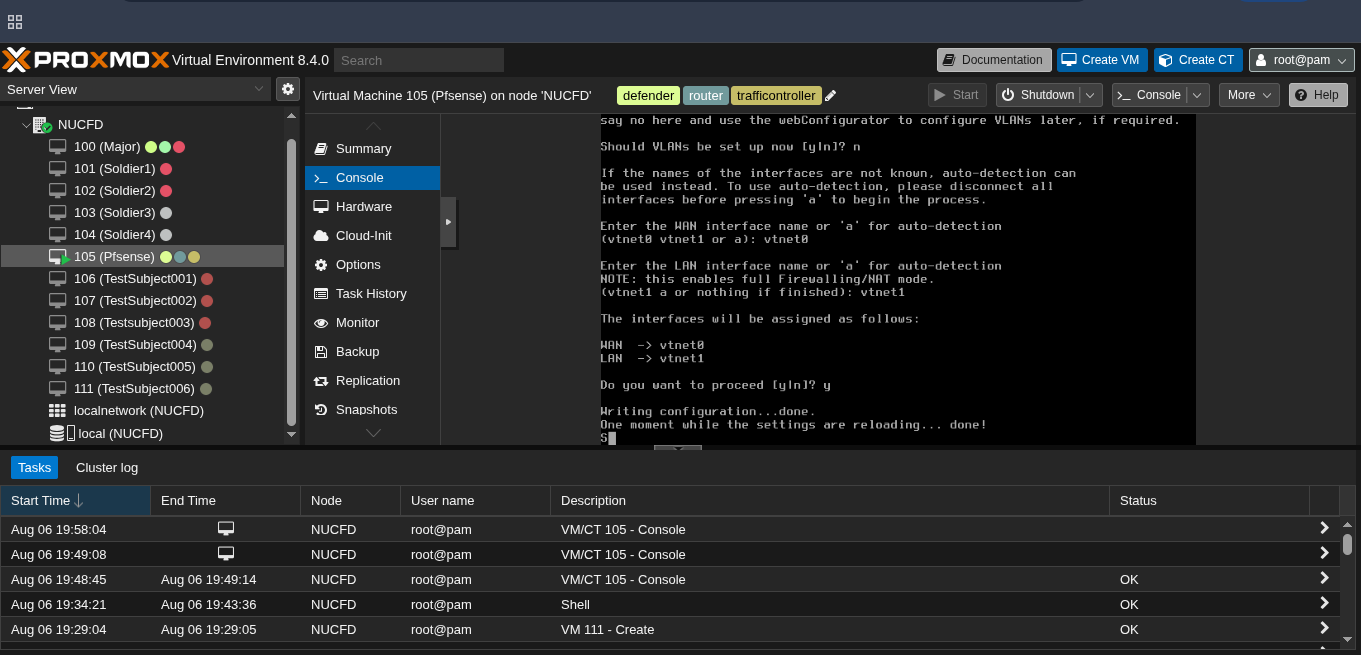 PROXMOX Virtual Environment 8.4.0 Search Documentation Create VM Create CT root@pam
Server View
Virtual Machine 105 (Pfsense) on node 'NUCFD' defender router trafficontroller Start Shutdown Console More Help
NUCFD
100 (Major)
101 (Soldier1)
102 (Soldier2)
103 (Soldier3)
104 (Soldier4)
105 (Pfsense)
106 (TestSubject001)
107 (TestSubject002)
108 (Testsubject003)
109 (TestSubject004)
110 (TestSubject005)
111 (TestSubject006)
localnetwork (NUCFD)
local (NUCFD)
Summary
Console
Hardware
Cloud-Init
Options
Task History
Monitor
Backup
Replication
Snapshots
say no here and use the webConfigurator to configure VLANs later, if required.
Should VLANs be set up now [y|n]? n
If the names of the interfaces are not known, auto-detection can
be used instead. To use auto-detection, please disconnect all
interfaces before pressing 'a' to begin the process.
Enter the WAN interface name or 'a' for auto-detection
(vtnet0 vtnet1 or a): vtnet0
Enter the LAN interface name or 'a' for auto-detection
NOTE: this enables full Firewalling/NAT mode.
(vtnet1 a or nothing if finished): vtnet1
The interfaces will be assigned as follows:
WAN -> vtnet0
LAN -> vtnet1
Do you want to proceed [y|n]? y
Writing configuration...done.
One moment while the settings are reloading... done!
S
Tasks Cluster log
Start Time End Time Node User name Description Status
Aug 06 19:58:04 NUCFD root@pam VM/CT 105 - Console
Aug 06 19:49:08 NUCFD root@pam VM/CT 105 - Console
Aug 06 19:48:45 Aug 06 19:49:14 NUCFD root@pam VM/CT 105 - Console OK
Aug 06 19:34:21 Aug 06 19:43:36 NUCFD root@pam Shell OK
Aug 06 19:29:04 Aug 06 19:29:05 NUCFD root@pam VM 111 - Create OK